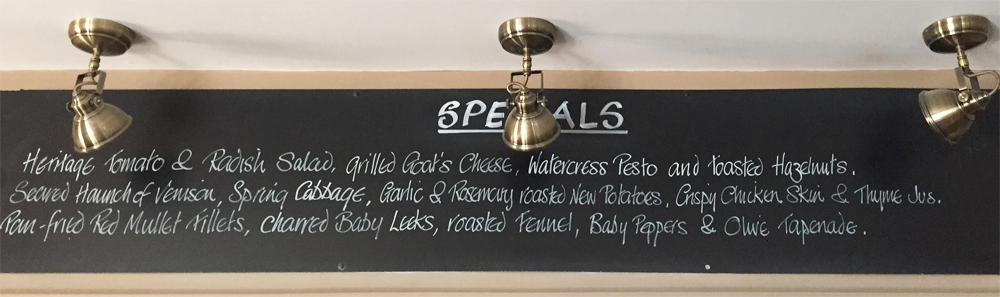 SPECIALS
Heritage Tomato & Radish Salad, Grilled Goat's Cheese, Watercress Pesto and toasted Hazelnuts.
Seared Haunch of Venison, Spring Cabbage, Garlic & Rosemary roasted New Potatoes, Crispy Chicken Skin & Thyme Jus.
Pan-fried Red Mullet Fillets, Charred Baby Leeks, roasted Fennel, Baby Peppers & Olive Tapenade.